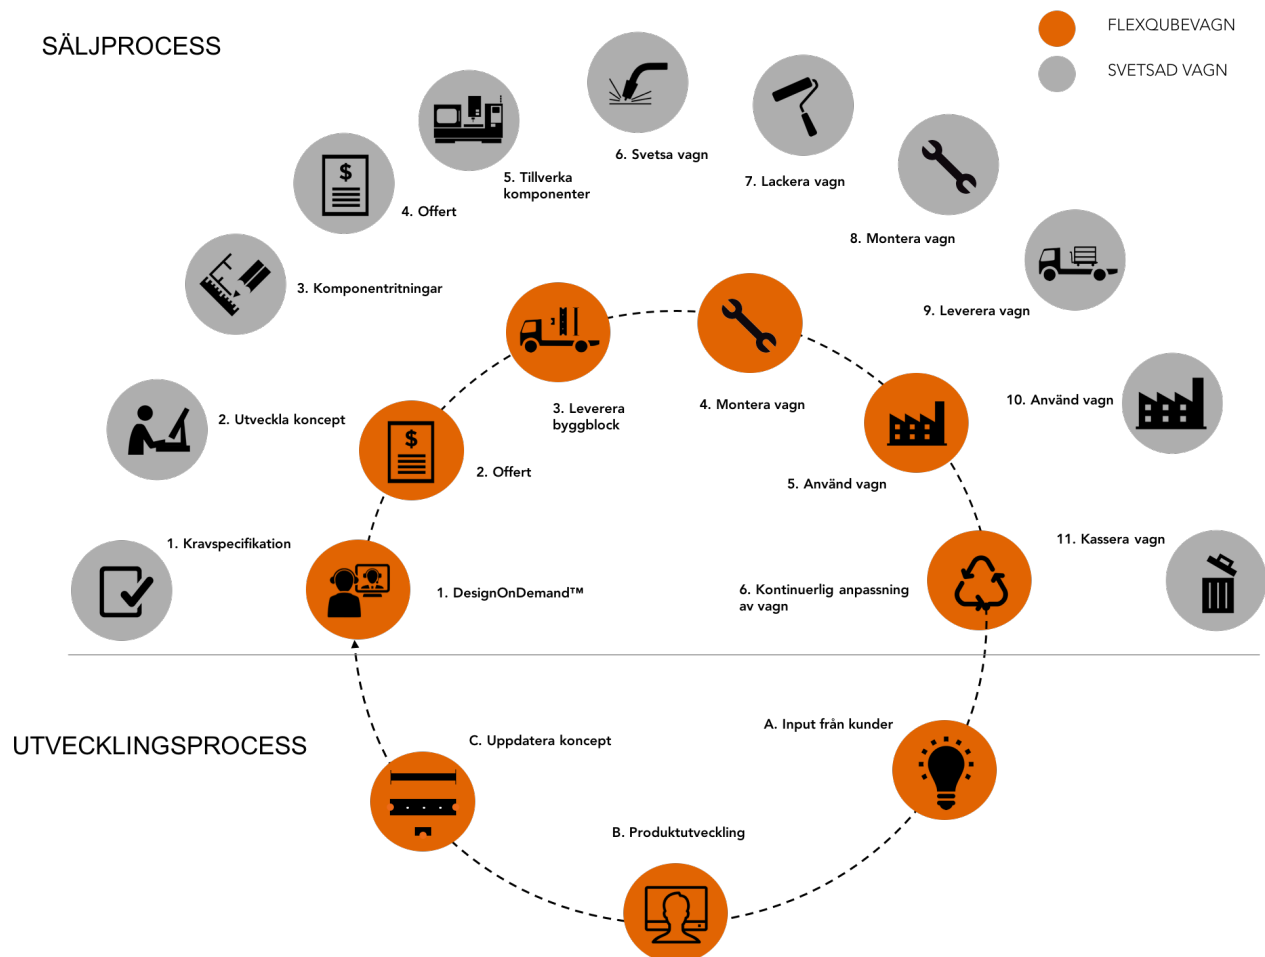 SÄLJPROCESS
FLEXQUBEVAGN
SVETSAD VAGN
6. Svetsa vagn
5. Tillverka
komponenter
7. Lackera vagn
$
4. Offert
8. Montera vagn
3. Komponentritningar
9. Leverera vagn
10. Använd vagn
2. Utveckla koncept
3. Leverera
byggblock
4. Montera vagn
$
2. Offert
5. Använd vagn
1. Kravspecifikation
11. Kassera vagn
1. DesignOnDemand™
6. Kontinuerlig anpassning
av vagn
UTVECKLINGSPROCESS
A. Input från kunder
C. Uppdatera koncept
B. Produktutveckling